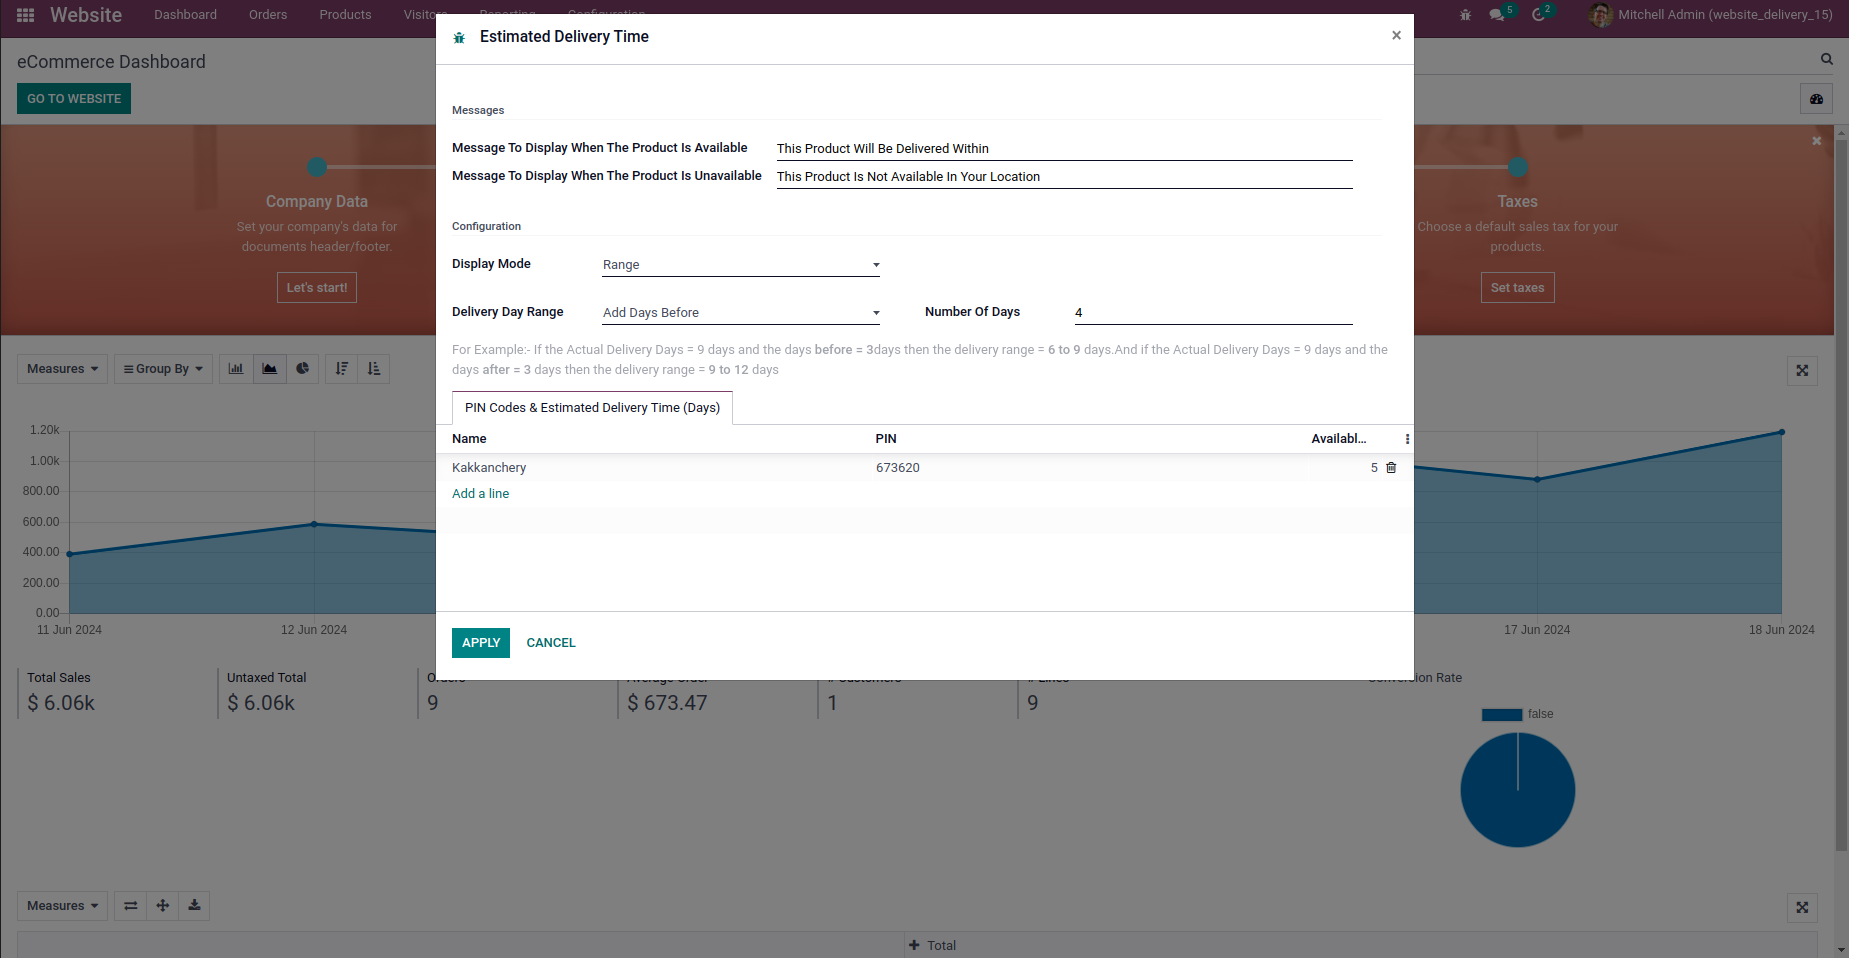 Website Dashboard Orders Products Visitors Reporting Configuration 5 2 Mitchell Admin (website_delivery_15)
eCommerce Dashboard
GO TO WEBSITE
Estimated Delivery Time ×
Messages
Message To Display When The Product Is Available This Product Will Be Delivered Within
Message To Display When The Product Is Unavailable This Product Is Not Available In Your Location
Configuration
Display Mode Range
Delivery Day Range Add Days Before Number Of Days 4
For Example:- If the Actual Delivery Days = 9 days and the days before = 3days then the delivery range = 6 to 9 days.And if the Actual Delivery Days = 9 days and the
days after = 3 days then the delivery range = 9 to 12 days
PIN Codes & Estimated Delivery Time (Days)
Name PIN Availabl...
Kakkanchery 673620 5
Add a line
APPLY CANCEL
Company Data
Set your company's data for
documents header/footer.
Let's start!
Taxes
Choose a default sales tax for your
products.
Set taxes
Measures Group By
1.20k
1.00k
800.00
600.00
400.00
200.00
0.00
11 Jun 2024 12 Jun 2024 17 Jun 2024 18 Jun 2024
Total Sales Untaxed Total Orders Average Order # Customers # Lines Conversion Rate
$ 6.06k $ 6.06k 9 $ 673.47 1 9
false
Measures
Total